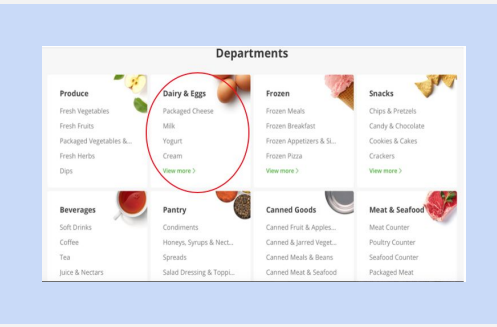 Departments
Produce
Fresh Vegetables
Fresh Fruits
Packaged Vegetables &...
Fresh Herbs
Dips
Dairy & Eggs
Packaged Cheese
Milk
Yogurt
Cream
View more >
Frozen
Frozen Meals
Frozen Breakfast
Frozen Appetizers & Si...
Frozen Pizza
View more >
Snacks
Chips & Pretzels
Candy & Chocolate
Cookies & Cakes
Crackers
View more >
Beverages
Soft Drinks
Coffee
Tea
Juice & Nectars
Pantry
Condiments
Honeys, Syrups & Nect...
Spreads
Salad Dressing & Toppi...
Canned Goods
Canned Fruit & Apples...
Canned & Jarred Veget...
Canned Meals & Beans
Canned Meat & Seafood
Meat & Seafood
Meat Counter
Poultry Counter
Seafood Counter
Packaged Meat